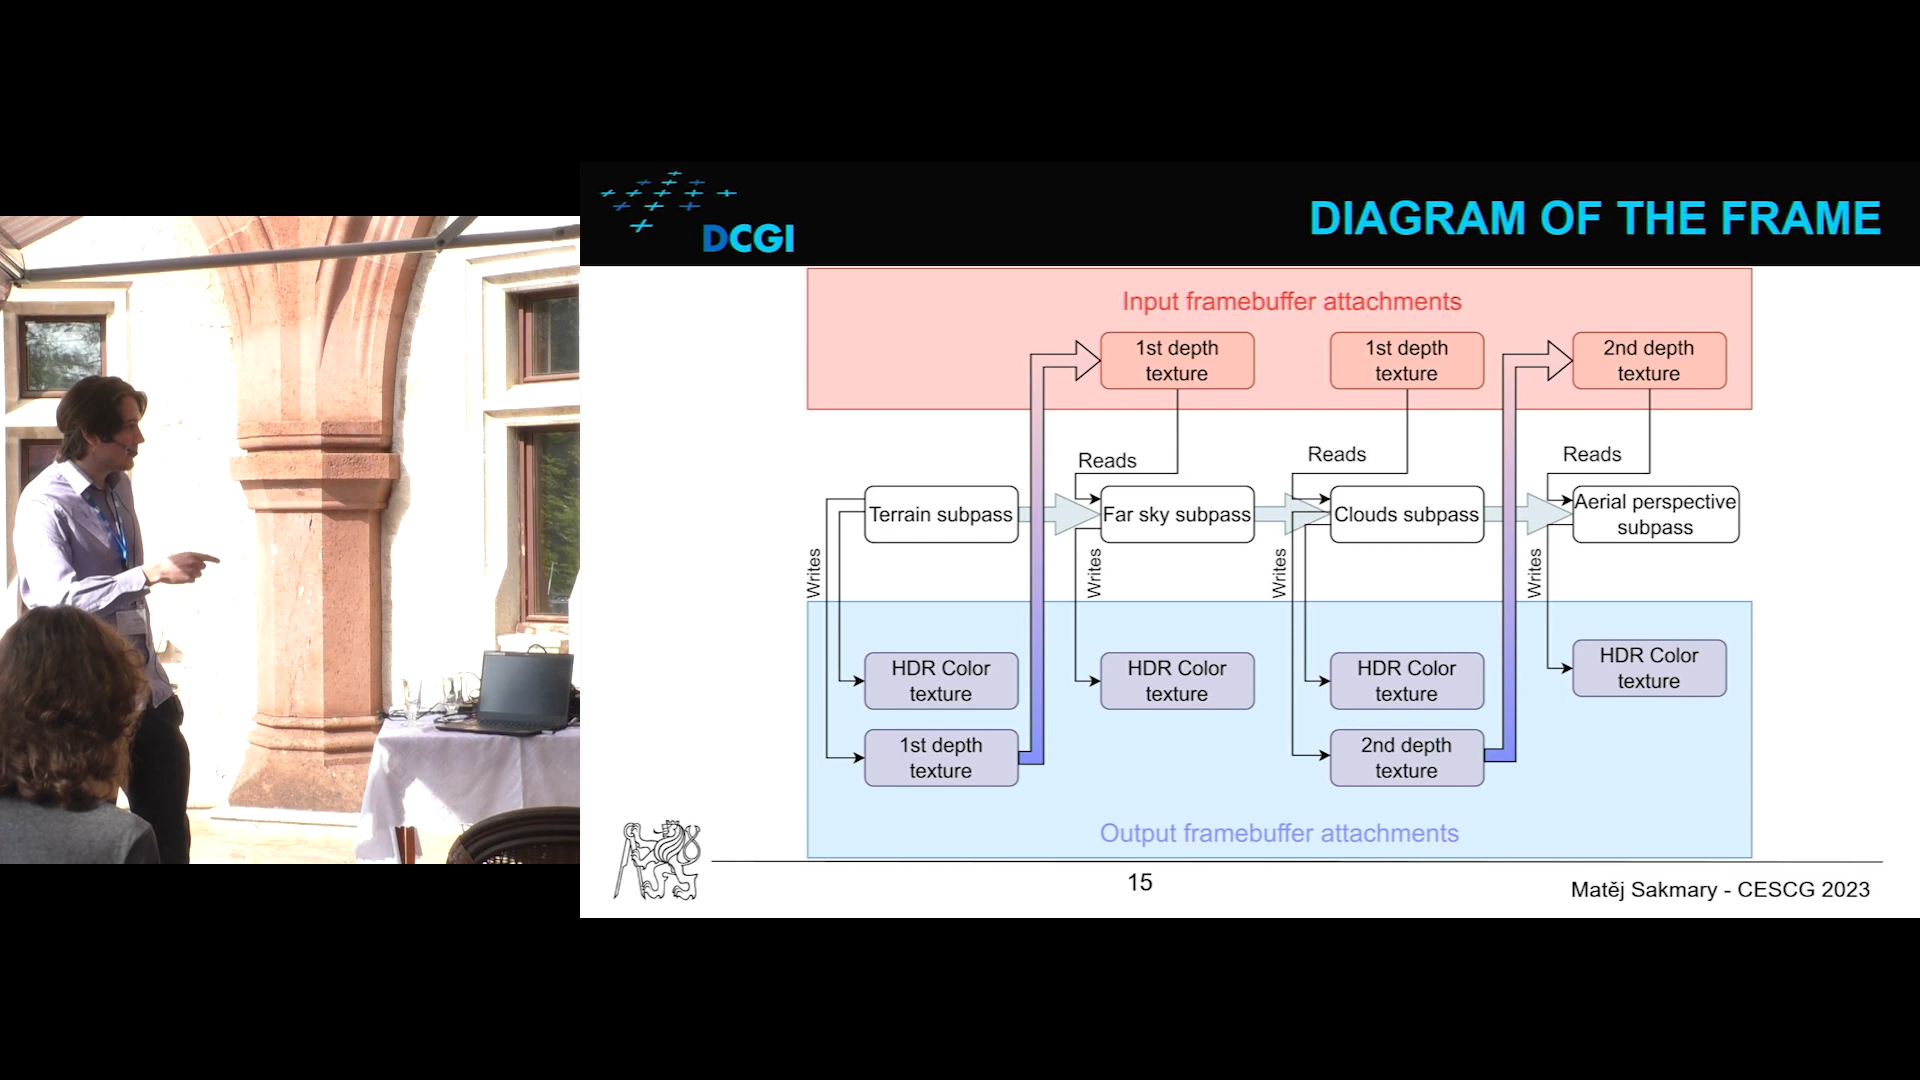 DCGI
DIAGRAM OF THE FRAME
Input framebuffer attachments
1st depth
texture
1st depth
texture
2nd depth
texture
Reads
Reads
Reads
Terrain subpass
Far sky subpass
Clouds subpass
Aerial perspective
subpass
Writes
Writes
Writes
Writes
HDR Color
texture
HDR Color
texture
HDR Color
texture
HDR Color
texture
1st depth
texture
2nd depth
texture
Output framebuffer attachments
15
Matěj Sakmary - CESCG 2023